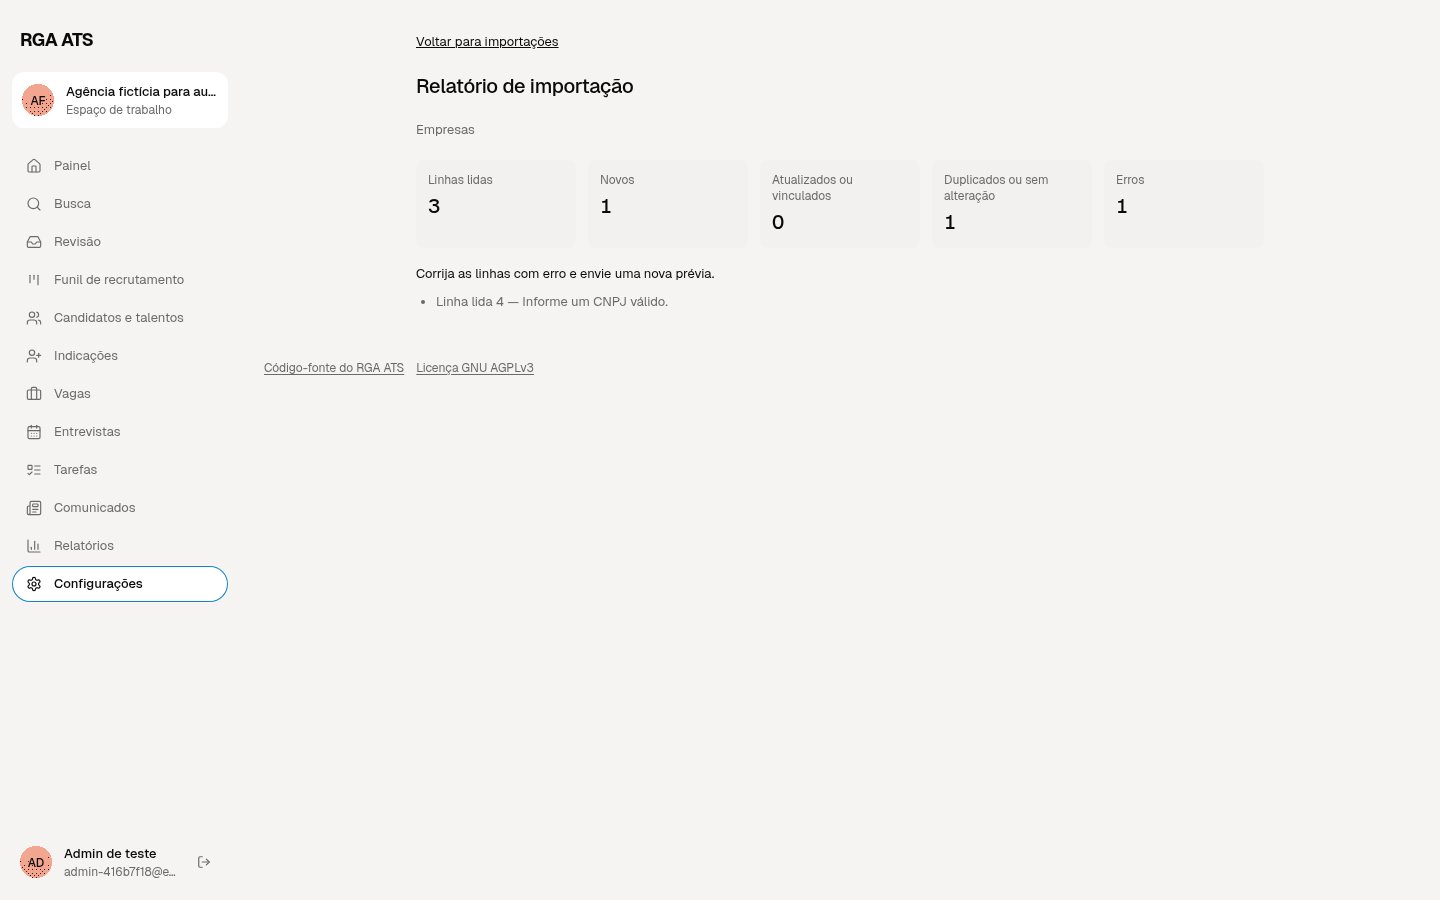 RGA ATS
AF
Agência fictícia para au...
Espaço de trabalho
Painel
Busca
Revisão
Funil de recrutamento
Candidatos e talentos
Indicações
Vagas
Entrevistas
Tarefas
Comunicados
Relatórios
Configurações
AD
Admin de teste
admin-416b7f18@e...
Voltar para importações
Relatório de importação
Empresas
Linhas lidas
3
Novos
1
Atualizados ou
vinculados
0
Duplicados ou sem
alteração
1
Erros
1
Corrija as linhas com erro e envie uma nova prévia.
• Linha lida 4 — Informe um CNPJ válido.
Código-fonte do RGA ATS
Licença GNU AGPLv3